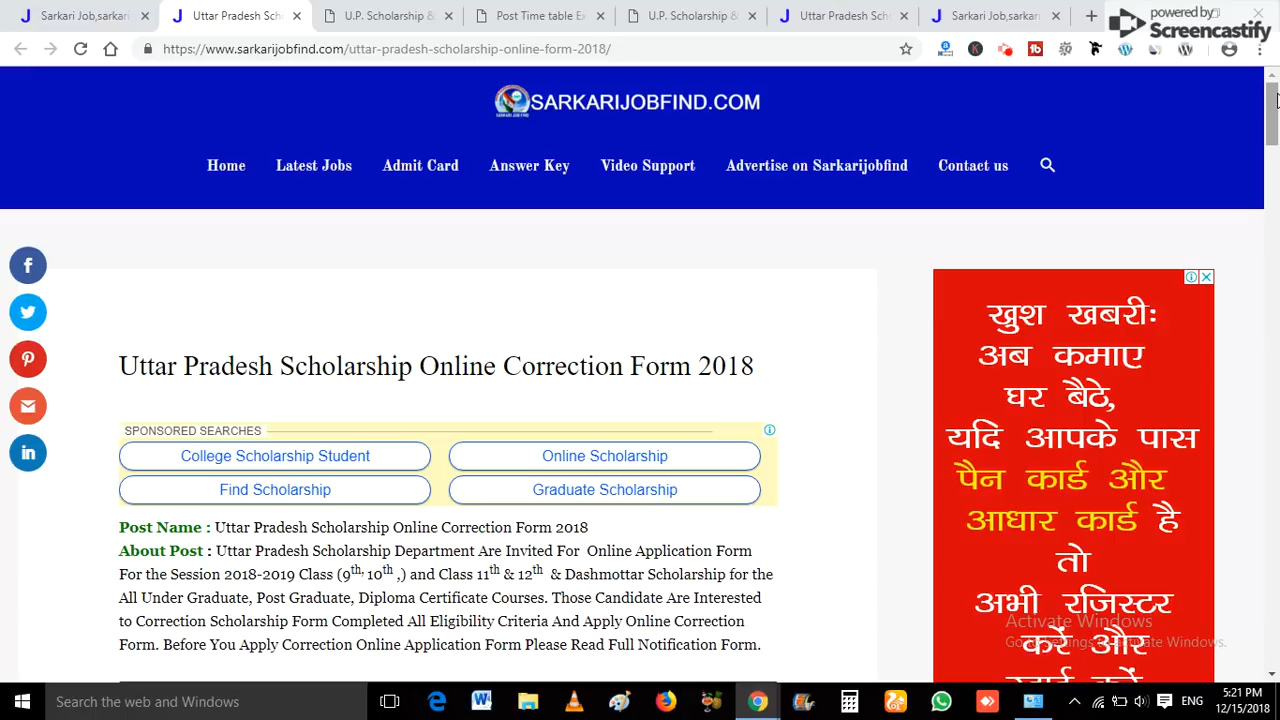 Sarkari Job,sarkari
Uttar Pradesh Sch
U.P. Scholarship &
Post Time table Ex
U.P. Scholarship &
Uttar Pradesh Sch
Sarkari Job,sarkari
powered by
Screencastify
https://www.sarkarijobfind.com/uttar-pradesh-scholarship-online-form-2018/
SARKARIJOBFIND.COM
Home
Latest Jobs
Admit Card
Answer Key
Video Support
Advertise on Sarkarijobfind
Contact us
Uttar Pradesh Scholarship Online Correction Form 2018
SPONSORED SEARCHES
College Scholarship Student
Online Scholarship
Find Scholarship
Graduate Scholarship
Post Name : Uttar Pradesh Scholarship Online Correction Form 2018
About Post : Uttar Pradesh Scholarship Department Are Invited For Online Application Form
For the Session 2018-2019 Class (9th, 10th ,) and Class 11th & 12th & Dashmottar Scholarship for the
All Under Graduate, Post Graduate, Diploma Certificate Courses. Those Candidate Are Interested
to Correction Scholarship Form Completed All Eligibility Criteria And Apply Online Correction
Form. Before You Apply Correction Online Application Form Please Read Full Notification Form.
खुश खबरी:
अब कमाए
घर बैठे,
यदि आपके पास
पैन कार्ड और
आधार कार्ड है
तो
अभी रजिस्टर
करें और
Activate Windows
Go to Settings to activate Windows.
Search the web and Windows
ENG
5:21 PM
12/15/2018